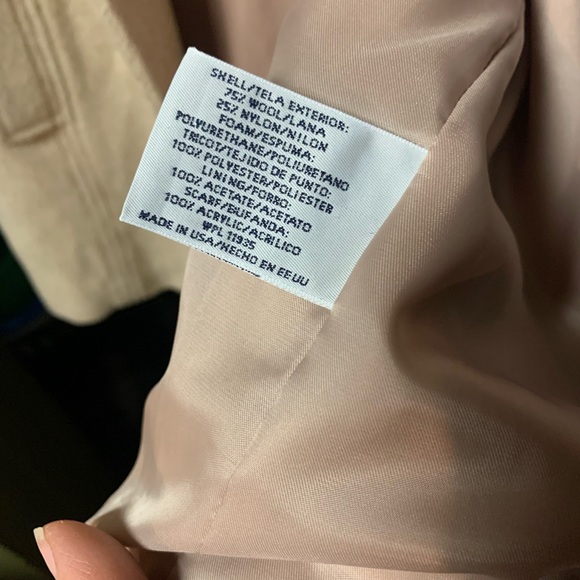 SHELL/TELA EXTERIOR:
75% WOOL/LANA
25% NYLON/NILON
FOAM/ESPUMA:
POLYURETHANE/POLIURETANO
TRICOT/TEJIDO DE PUNTO:
100% POLYESTER/POLIESTER
LINING/FORRO:
100% ACETATE/ACETATO
SCARF/BUFANDA:
100% ACRYLIC/ACRILICO
WPL 11935
MADE IN USA/HECHO EN EEUU